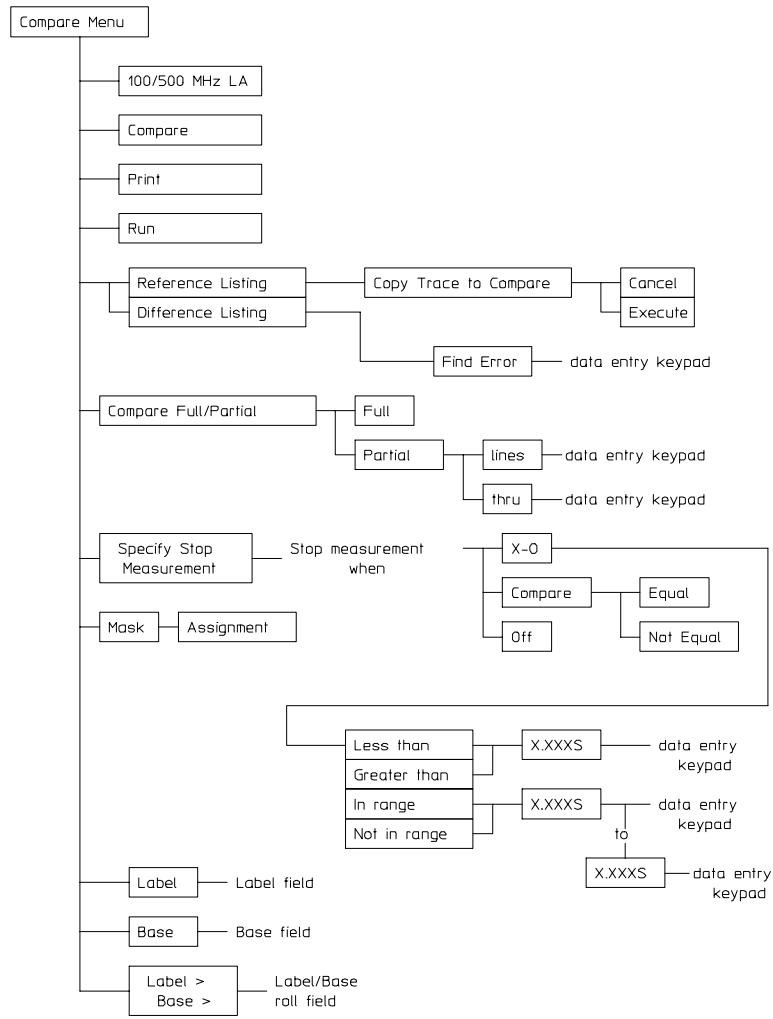 Compare Menu
100/500 MHz LA
Compare
Print
Run
Reference Listing
Copy Trace to Compare
Cancel
Difference Listing
Execute
Find Error
data entry keypad
Compare Full/Partial
Full
Partial
lines
data entry keypad
thru
data entry keypad
Specify Stop
Measurement
Stop measurement
when
X-O
Compare
Equal
Off
Not Equal
Mask
Assignment
Less than
X.XXXS
data entry
keypad
Greater than
In range
X.XXXS
data entry
keypad
Not in range
to
X.XXXS
data entry
keypad
Label
Label field
Base
Base field
Label >
Base >
Label/Base
roll field